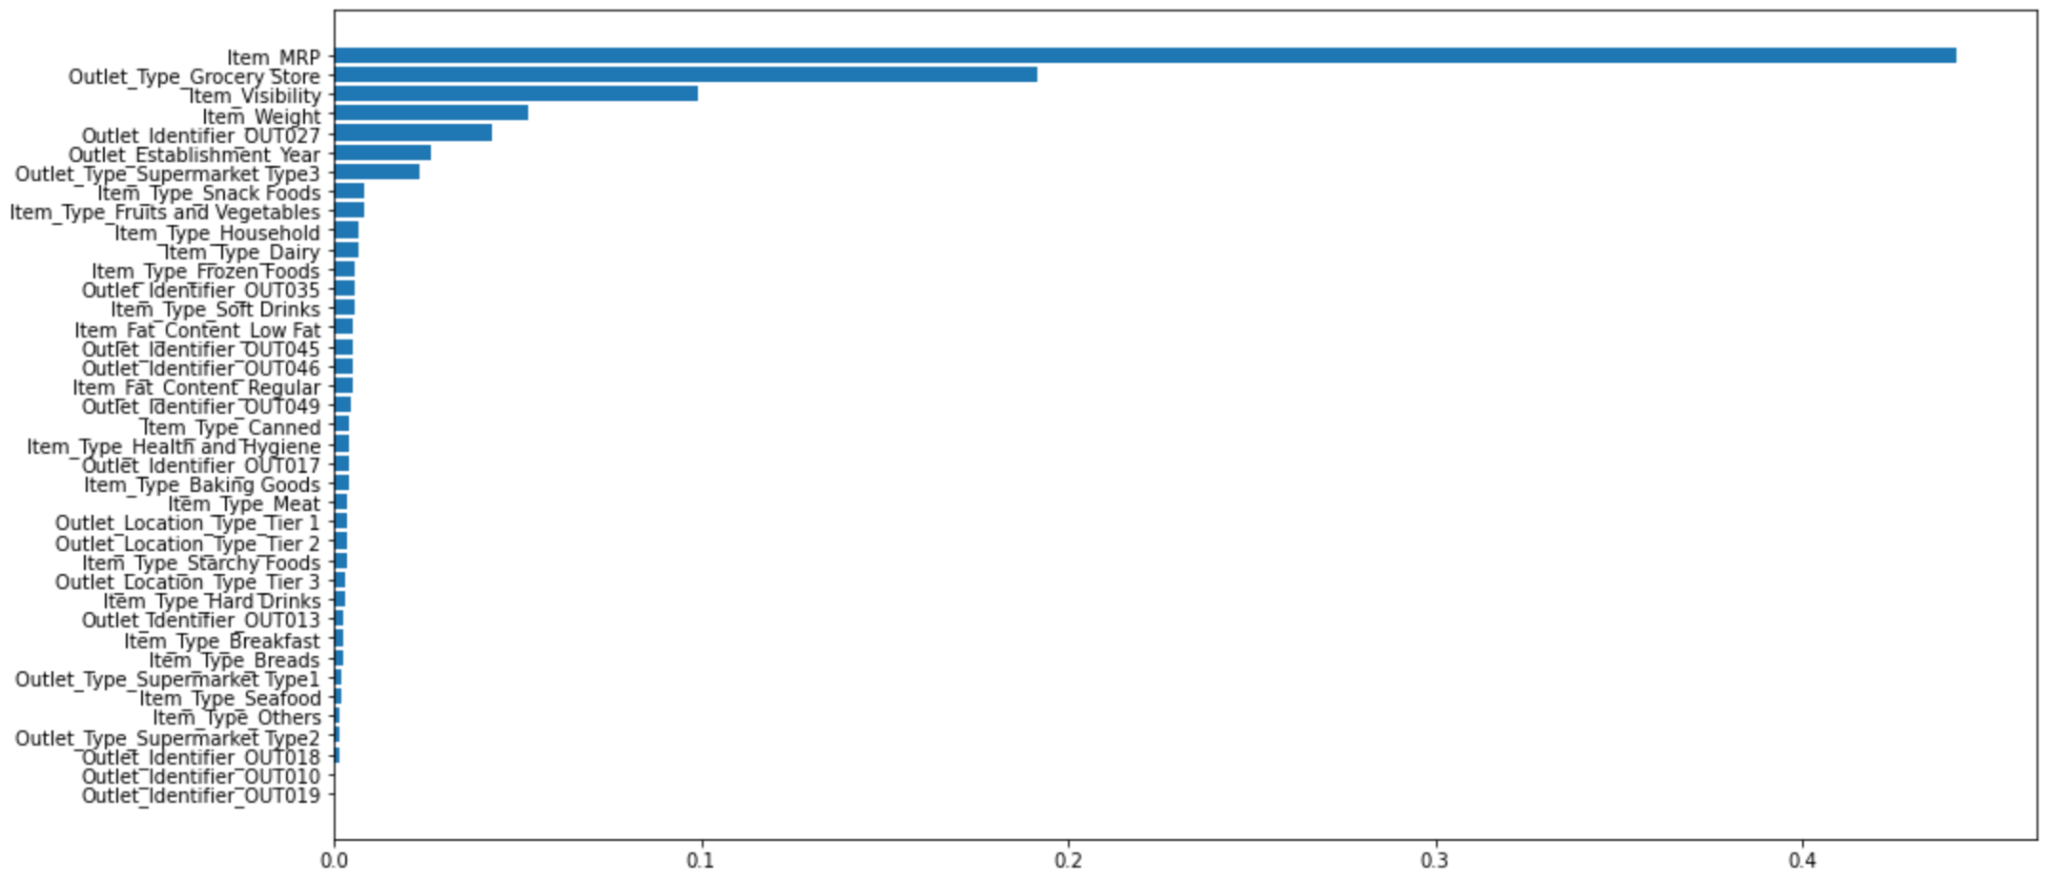 Item_MRP
Outlet_Type_Grocery Store
Item_Visibility
Item_Weight
Outlet_Identifier_OUT027
Outlet_Establishment_Year
Outlet_Type_Supermarket Type3
Item_Type_Snack Foods
Item_Type_Fruits and Vegetables
Item_Type_Household
Item_Type_Dairy
Item_Type_Frozen Foods
Outlet_Identifier_OUT035
Item_Type_Soft Drinks
Item_Fat_Content_Low Fat
Outlet_Identifier_OUT045
Outlet_Identifier_OUT046
Item_Fat_Content_Regular
Outlet_Identifier_OUT049
Item_Type_Canned
Item_Type_Health and Hygiene
Outlet_Identifier_OUT017
Item_Type_Baking Goods
Item_Type_Meat
Outlet_Location_Type_Tier 1
Outlet_Location_Type_Tier 2
Item_Type_Starchy Foods
Outlet_Location_Type_Tier 3
Item_Type_Hard Drinks
Outlet_Identifier_OUT013
Item_Type_Breakfast
Item_Type_Breads
Outlet_Type_Supermarket Type1
Item_Type_Seafood
Item_Type_Others
Outlet_Type_Supermarket Type2
Outlet_Identifier_OUT018
Outlet_Identifier_OUT010
Outlet_Identifier_OUT019
0.0 0.1 0.2 0.3 0.4